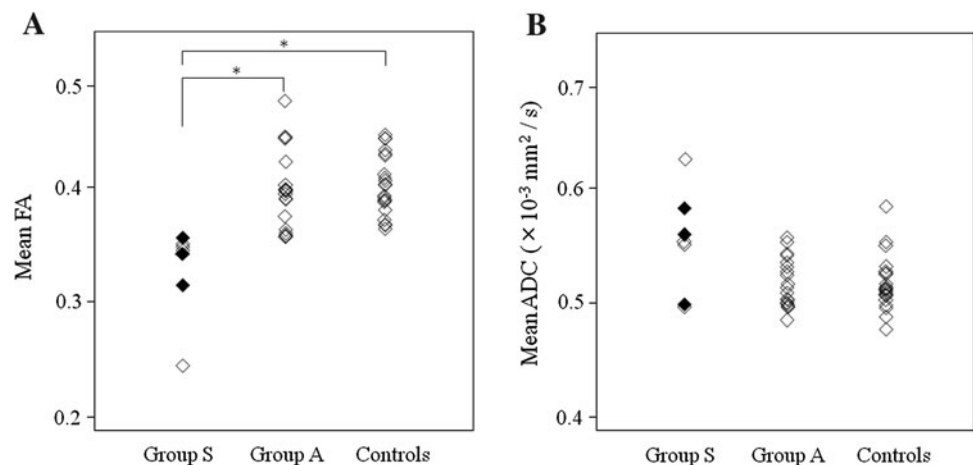 A
*
*
0.5
0.4
0.3
0.2
Mean FA
Group S Group A Controls
B
0.7
0.6
0.5
0.4
Mean ADC (×10⁻³ mm² / s)
Group S Group A Controls